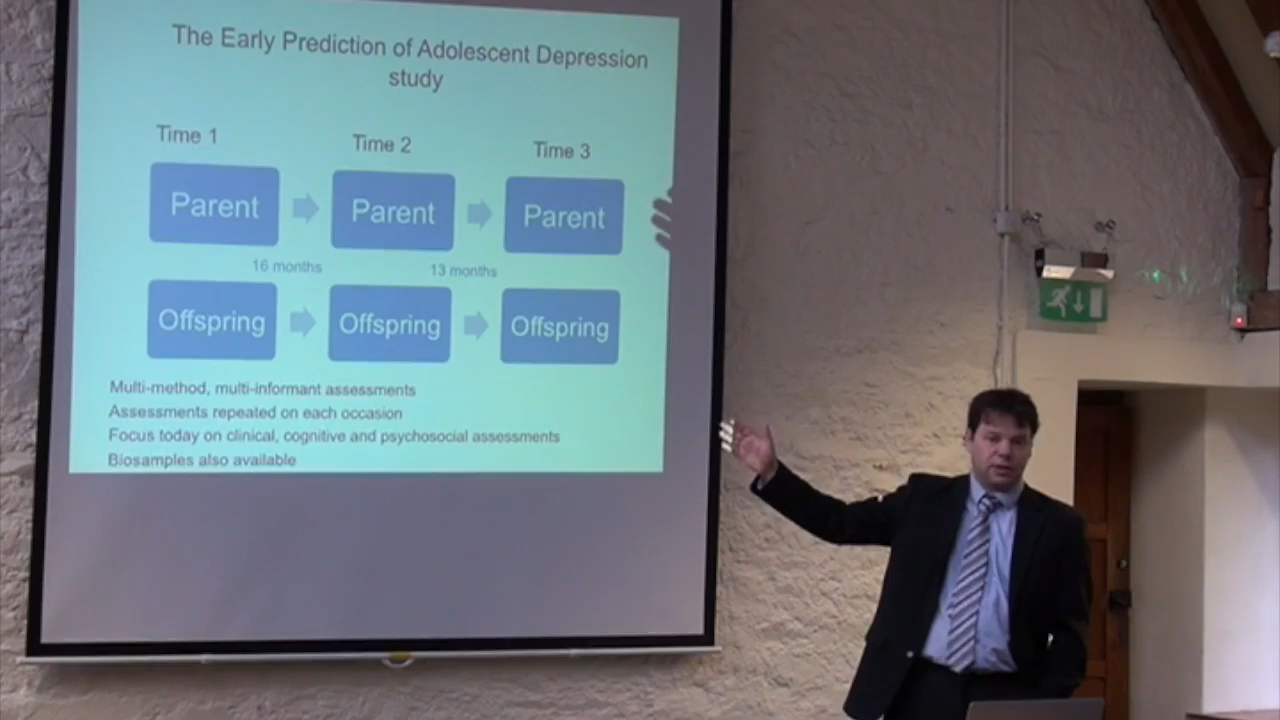 The Early Prediction of Adolescent Depression
study
Time 1
Time 2
Time 3
Parent
Parent
Parent
16 months
13 months
Offspring
Offspring
Offspring
Multi-method, multi-informant assessments
Assessments repeated on each occasion
Focus today on clinical, cognitive and psychosocial assessments
Biosamples also available